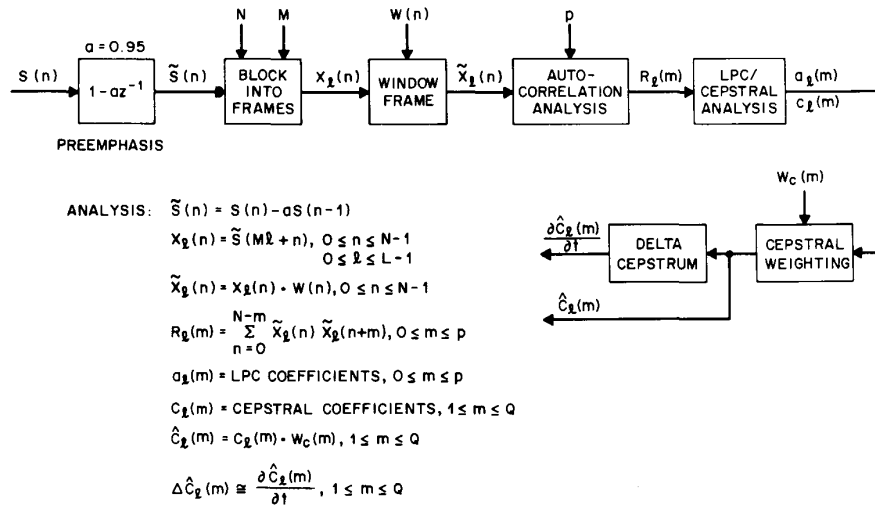 N M W(n) p
a = 0.95
S(n) 1 - az⁻¹ S̃(n) BLOCK INTO FRAMES X_ℓ(n) WINDOW FRAME X̃_ℓ(n) AUTO-CORRELATION ANALYSIS R_ℓ(m) LPC/CEPSTRAL ANALYSIS a_ℓ(m) c_ℓ(m)
PREEMPHASIS
W_c(m)
∂Ĉ_ℓ(m)/∂t DELTA CEPSTRUM CEPSTRAL WEIGHTING
Ĉ_ℓ(m)
ANALYSIS: S̃(n) = S(n) - aS(n-1)
X_ℓ(n) = S̃(Mℓ + n), 0 ≤ n ≤ N-1
0 ≤ ℓ ≤ L-1
X̃_ℓ(n) = X_ℓ(n) • W(n), 0 ≤ n ≤ N-1
R_ℓ(m) = Σ_{n=0}^{N-m} X̃_ℓ(n) X̃_ℓ(n+m), 0 ≤ m ≤ p
a_ℓ(m) = LPC COEFFICIENTS, 0 ≤ m ≤ p
C_ℓ(m) = CEPSTRAL COEFFICIENTS, 1 ≤ m ≤ Q
Ĉ_ℓ(m) = C_ℓ(m) • W_c(m), 1 ≤ m ≤ Q
ΔĈ_ℓ(m) ≅ ∂Ĉ_ℓ(m)/∂t, 1 ≤ m ≤ Q